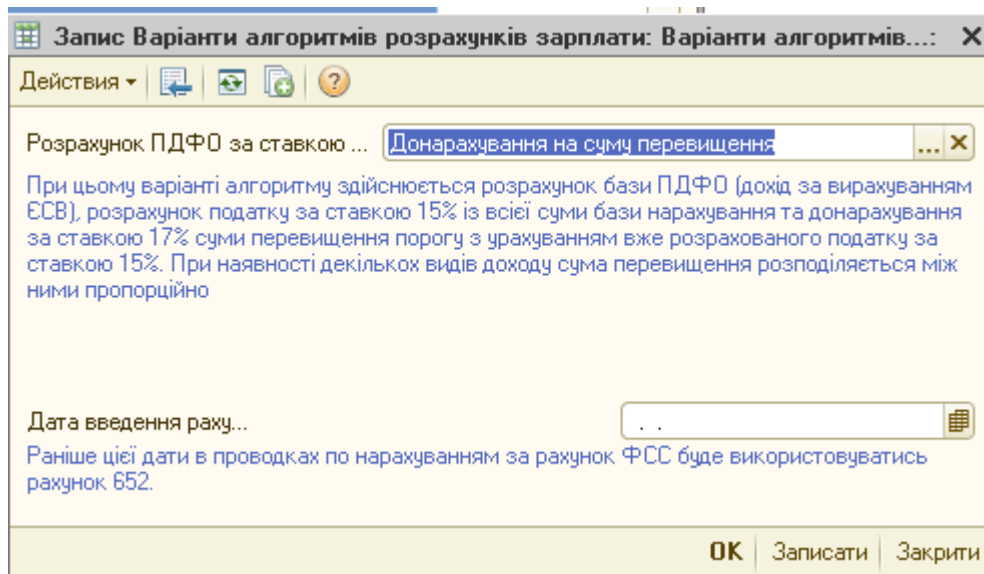 Запис Варіанти алгоритмів розрахунків зарплати: Варіанти алгоритмів...:
Действия
Розрахунок ПДФО за ставкою ... Донарахування на суму перевищення ...
При цьому варіанті алгоритму здійснюється розрахунок бази ПДФО (дохід за вирахуванням
ЄСВ), розрахунок податку за ставкою 15% із всієї суми бази нарахування та донарахування
за ставкою 17% суми перевищення порогу з урахуванням вже розрахованого податку за
ставкою 15%. При наявності декількох видів доходу сума перевищення розподіляється між
ними пропорційно
Дата введення раху... . .
Раніше цієї дати в проводках по нарахуванням за рахунок ФСС буде використовуватись
рахунок 652.
OK Записати Закрити